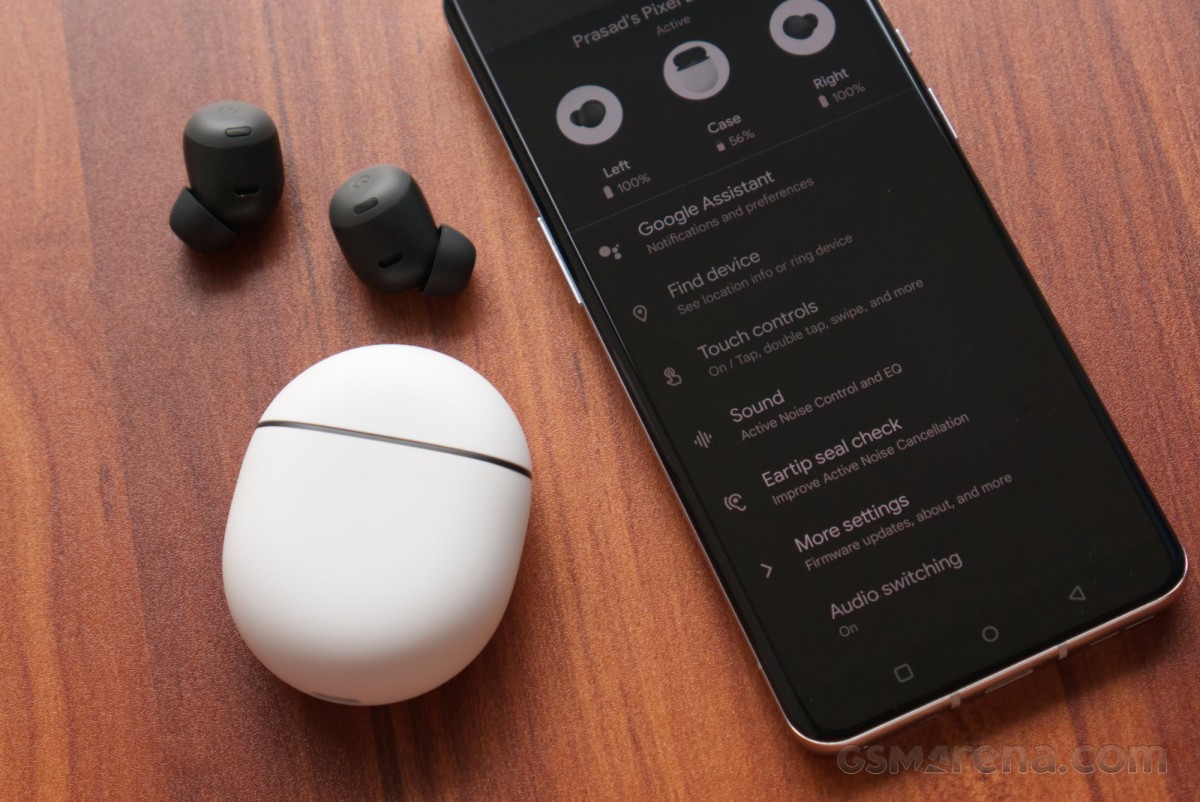 Prasad's Pixel
Active
Left
100%
Case
56%
Right
100%
Google Assistant
Notifications and preferences
Find device
See location info or ring device
Touch controls
On / Tap, double tap, swipe, and more
Sound
Active Noise Control and EQ
Eartip seal check
Improve Active Noise Cancellation
More settings
Firmware updates, about, and more
Audio switching
On
GSMArena.com